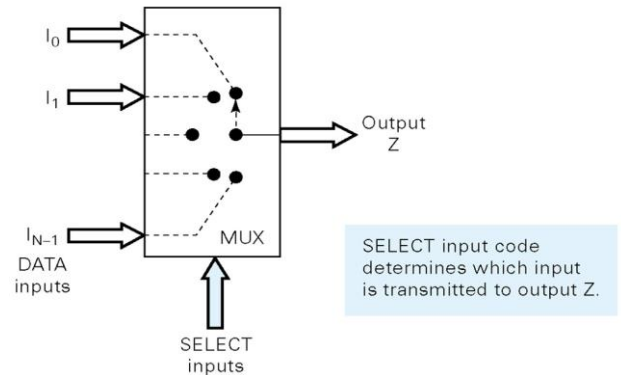 I₀
I₁
Output
Z
I_N–1
DATA
inputs
MUX
SELECT input code
determines which input
is transmitted to output Z.
SELECT
inputs